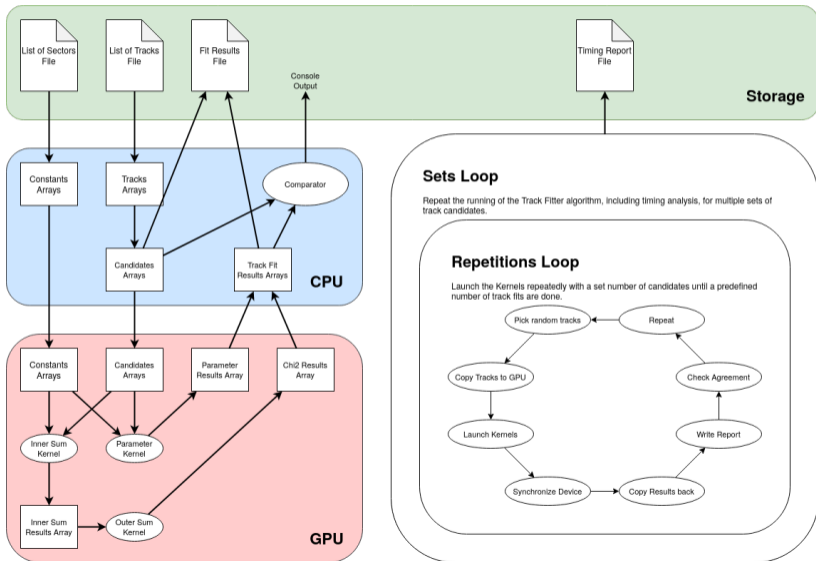 List of Sectors
File
List of Tracks
File
Fit Results
File
Console
Output
Timing Report
File
Storage
Constants
Arrays
Tracks
Arrays
Comparator
Candidates
Arrays
Track Fit
Results Arrays
CPU
Constants
Arrays
Candidates
Arrays
Parameter
Results Array
Chi2 Results
Array
Inner Sum
Kernel
Parameter
Kernel
Inner Sum
Results Array
Outer Sum
Kernel
GPU
Sets Loop
Repeat the running of the Track Fitter algorithm, including timing analysis, for multiple sets of
track candidates.
Repetitions Loop
Launch the Kernels repeatedly with a set number of candidates until a predefined
number of track fits are done.
Pick random tracks
Repeat
Copy Tracks to GPU
Check Agreement
Launch Kernels
Write Report
Synchronize Device
Copy Results back